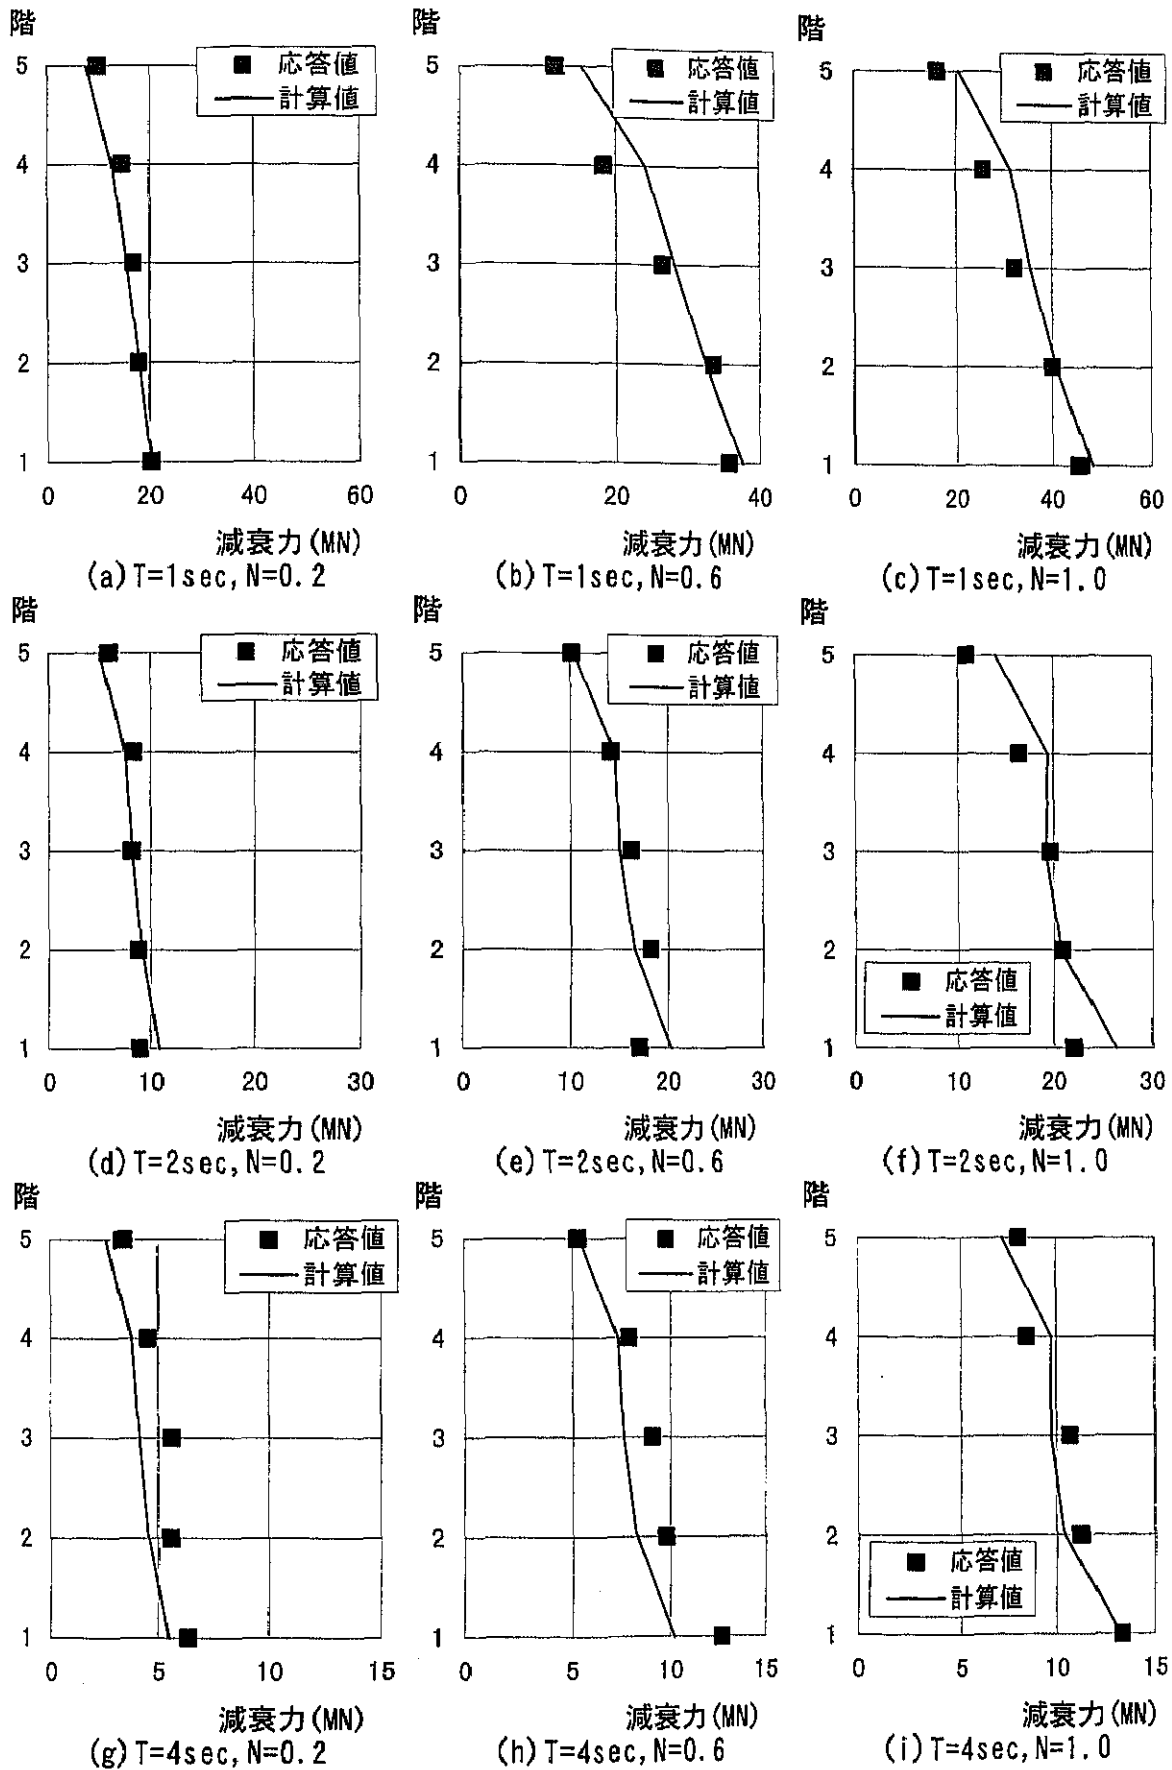 階
5
4
3
2
1
0 20 40 60
応答値
計算値
減衰力(MN)
(a)T=1sec,N=0.2
階
5
4
3
2
1
0 20 40
応答値
計算値
減衰力(MN)
(b)T=1sec,N=0.6
階
5
4
3
2
1
0 20 40 60
応答値
計算値
減衰力(MN)
(c)T=1sec,N=1.0
階
5
4
3
2
1
0 10 20 30
応答値
計算値
減衰力(MN)
(d)T=2sec,N=0.2
階
5
4
3
2
1
0 10 20 30
応答値
計算値
減衰力(MN)
(e)T=2sec,N=0.6
階
5
4
3
2
1
0 10 20 30
応答値
計算値
減衰力(MN)
(f)T=2sec,N=1.0
階
5
4
3
2
1
0 5 10 15
応答値
計算値
減衰力(MN)
(g)T=4sec,N=0.2
階
5
4
3
2
1
0 5 10 15
応答値
計算値
減衰力(MN)
(h)T=4sec,N=0.6
階
5
4
3
2
1
0 5 10 15
応答値
計算値
減衰力(MN)
(i)T=4sec,N=1.0